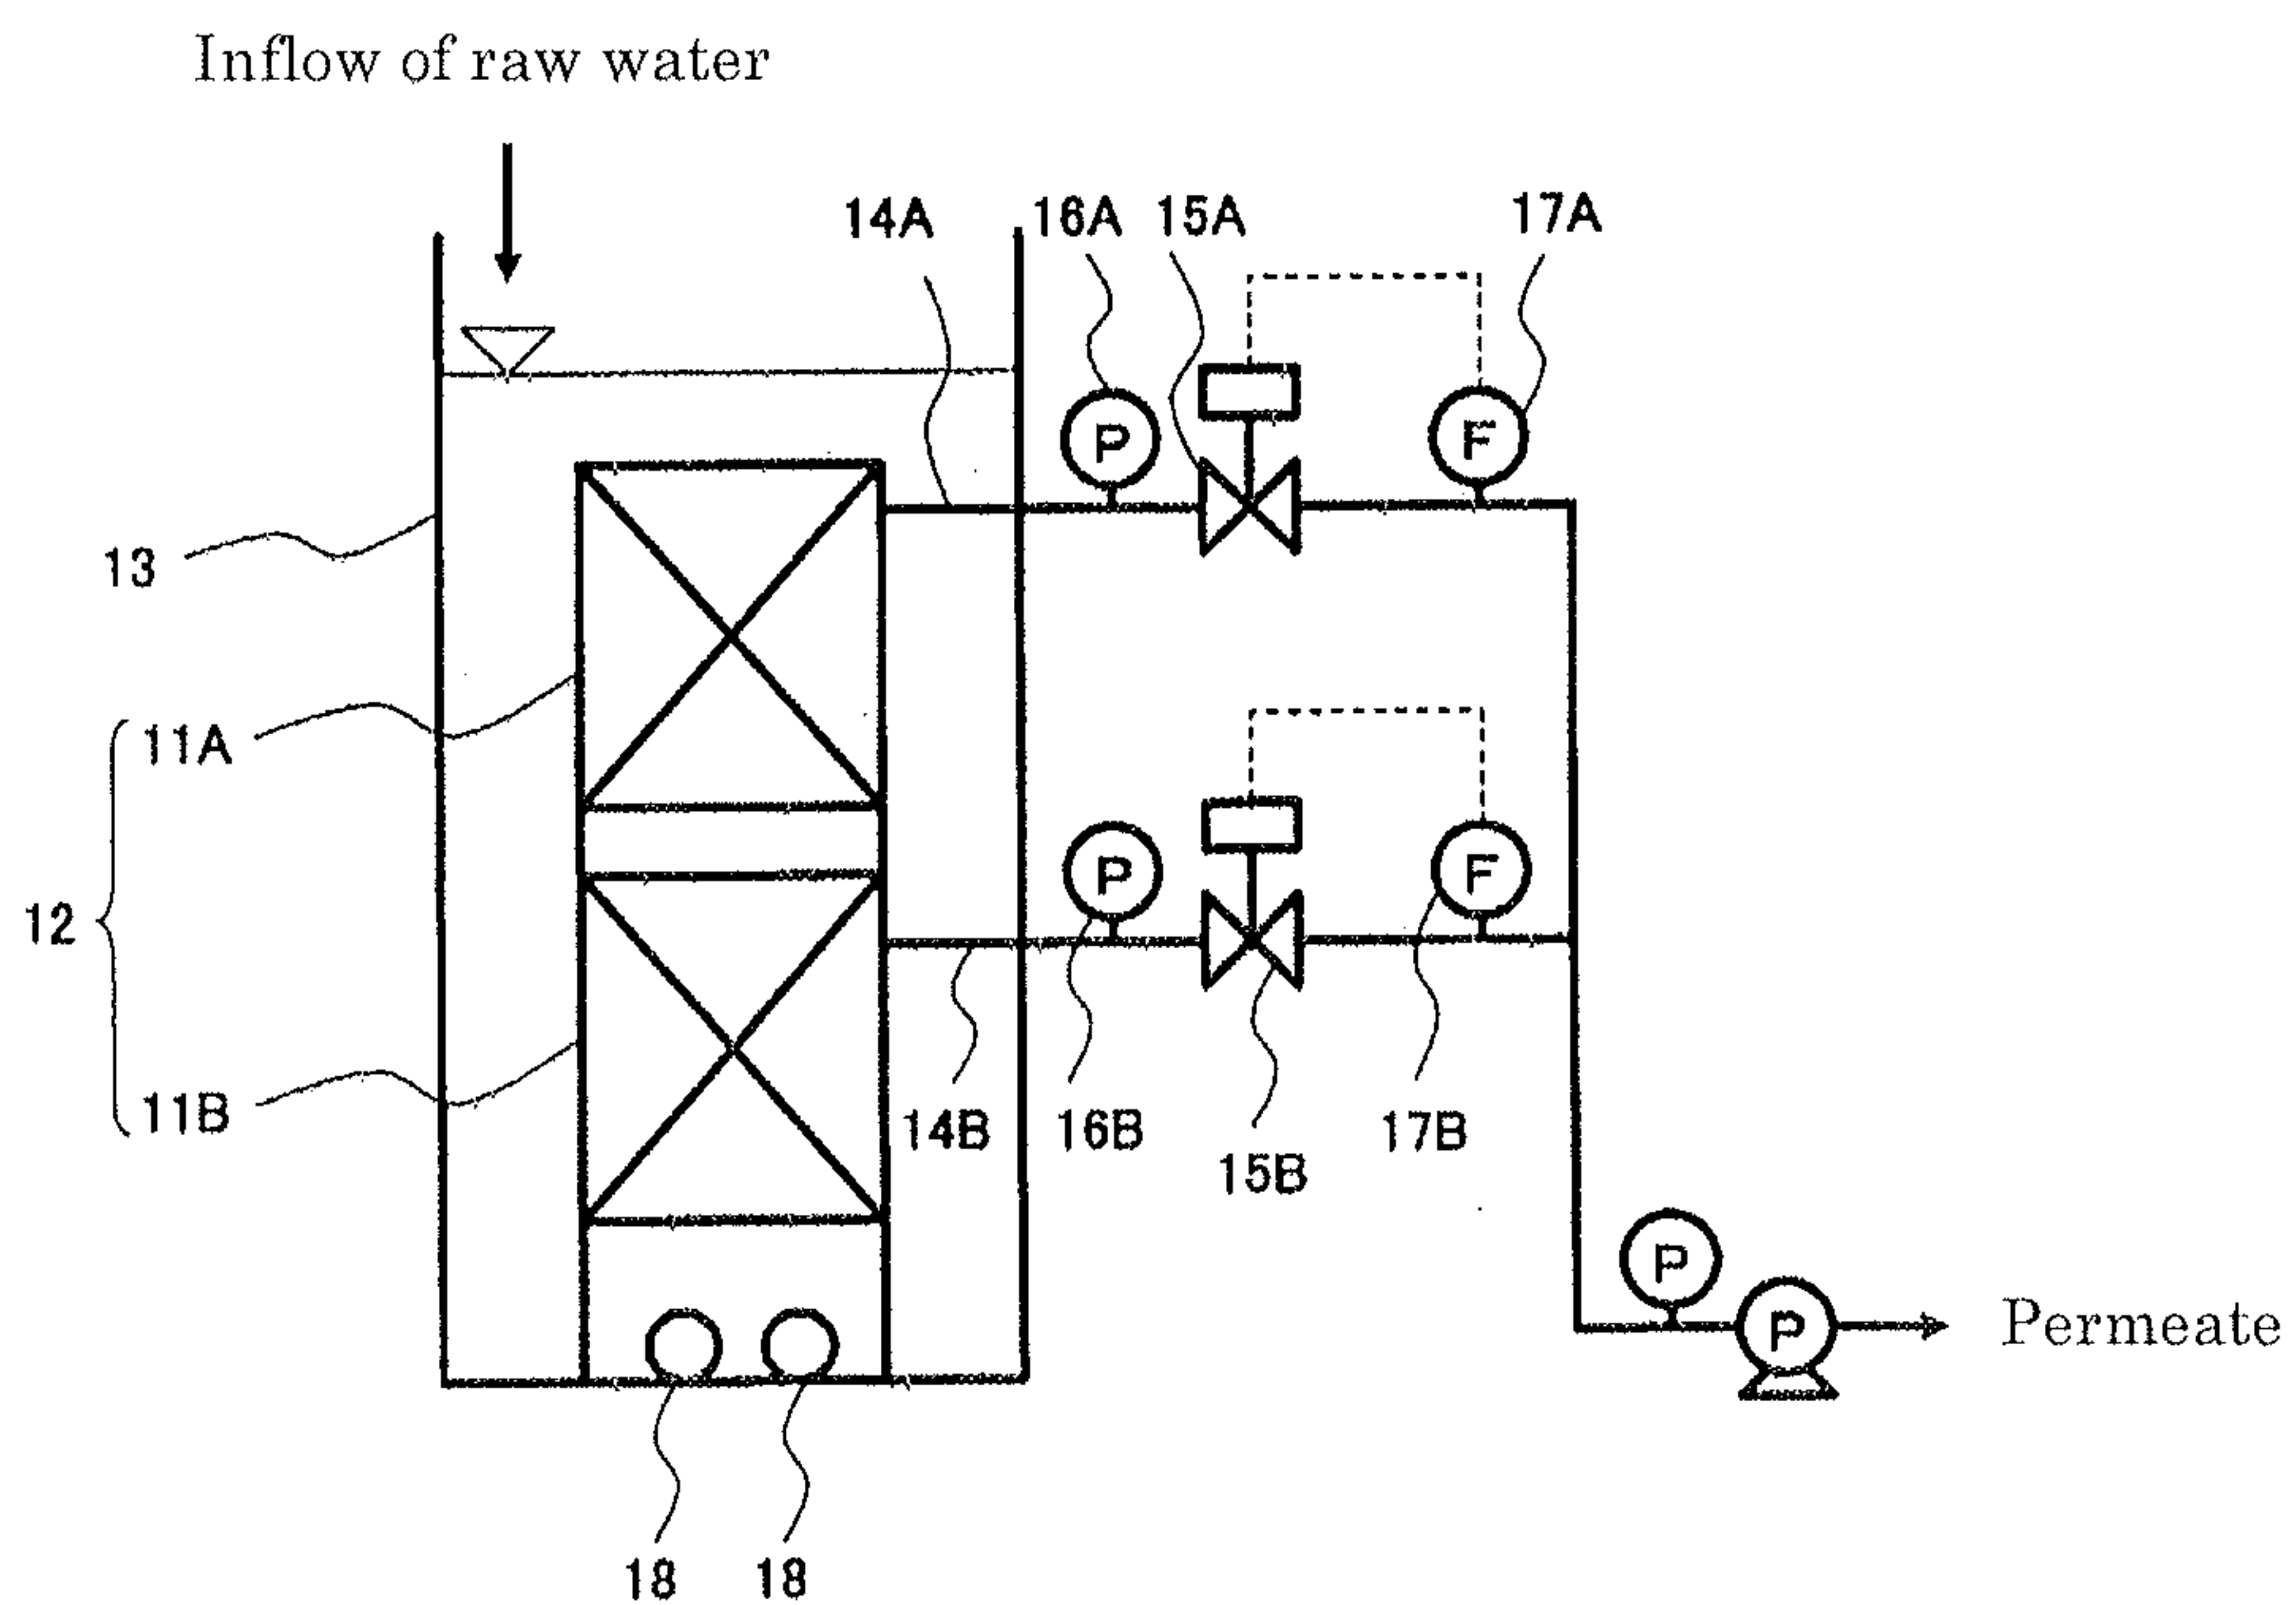 Inflow of raw water
14A 16A 15A 17A
P
F
13
11A
12
P
F
11B
14B 16B 15B 17B
P
P
Permeate
18 18